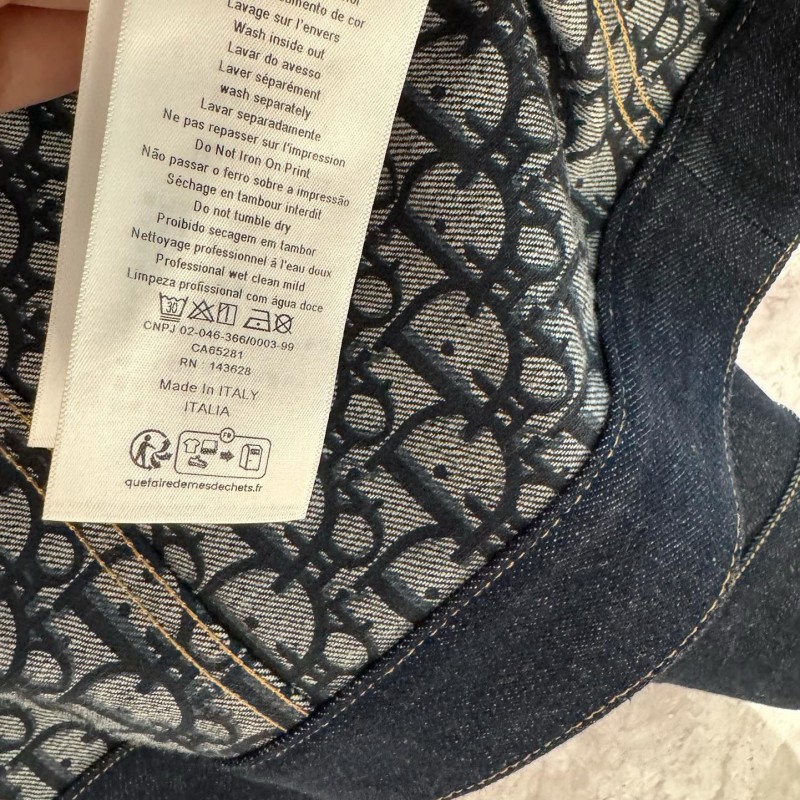 Lavage sur l'envers
Wash inside out
Lavar do avesso
Laver séparément
wash separately
Lavar separadamente
Ne pas repasser sur l'impression
Do Not Iron On Print
Não passar o ferro sobre a impressão
Séchage en tambour interdit
Do not tumble dry
Proibido secagem em tambor
Nettoyage professionnel à l'eau doux
Professional wet clean mild
Limpeza profissional com água doce
30
CNPJ 02-046-366/0003-99
CA65281
RN : 143628
Made In ITALY
ITALIA
FR
quefairedemesdechets.fr